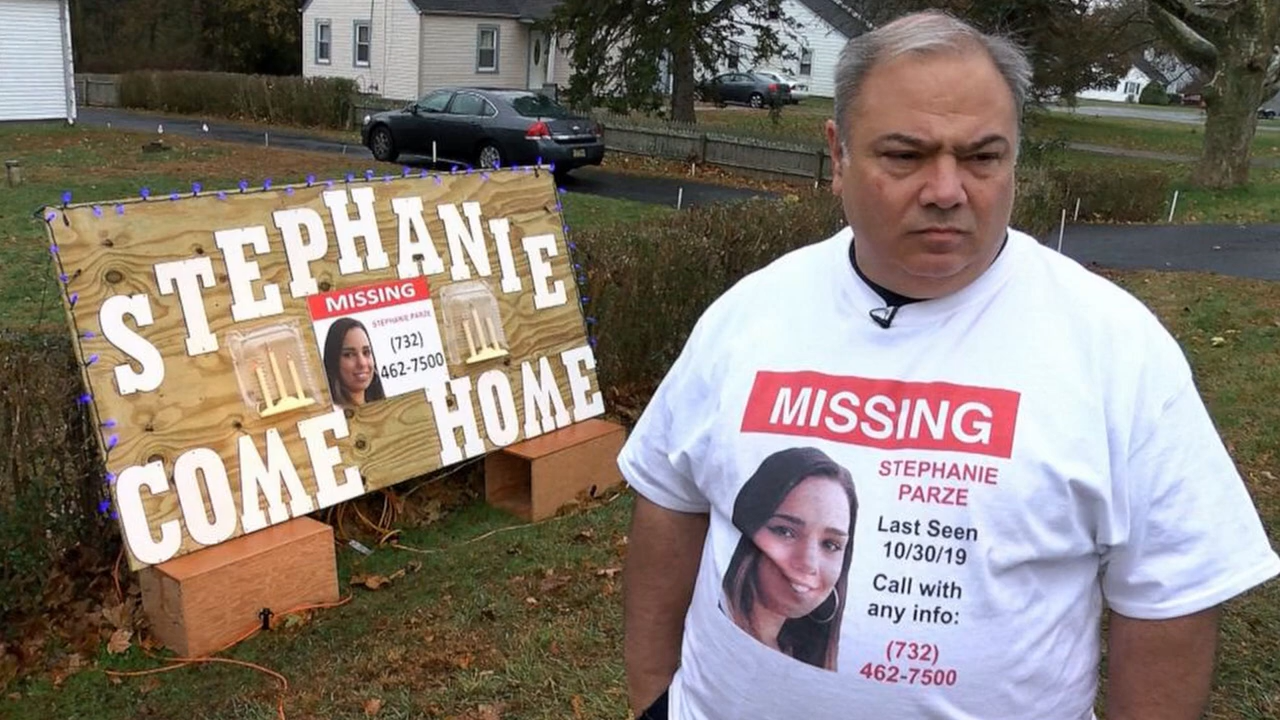 STEPHANIE
MISSING
STEPHANIE PARZE
(732)
462-7500
COME HOME
MISSING
STEPHANIE
PARZE
Last Seen
10/30/19
Call with
any info:
(732)
462-7500